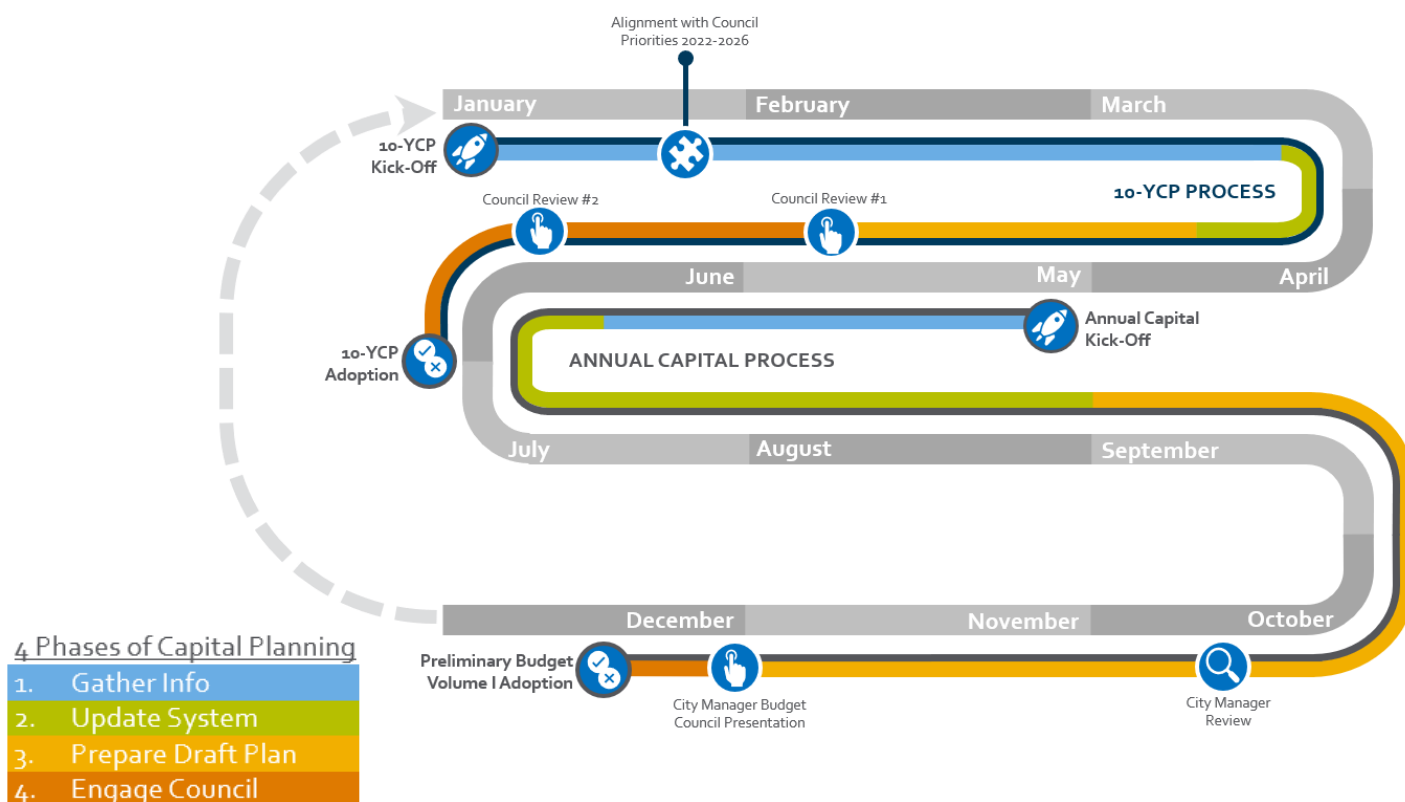 Alignment with Council
Priorities 2022-2026
January
February
March
10-YCP
Kick-Off
10-YCP PROCESS
Council Review #2
Council Review #1
June
May
April
Annual Capital
Kick-Off
10-YCP
Adoption
ANNUAL CAPITAL PROCESS
July
August
September
December
November
October
Preliminary Budget
Volume I Adoption
City Manager Budget
Council Presentation
City Manager
Review
4 Phases of Capital Planning
1. Gather Info
2. Update System
3. Prepare Draft Plan
4. Engage Council